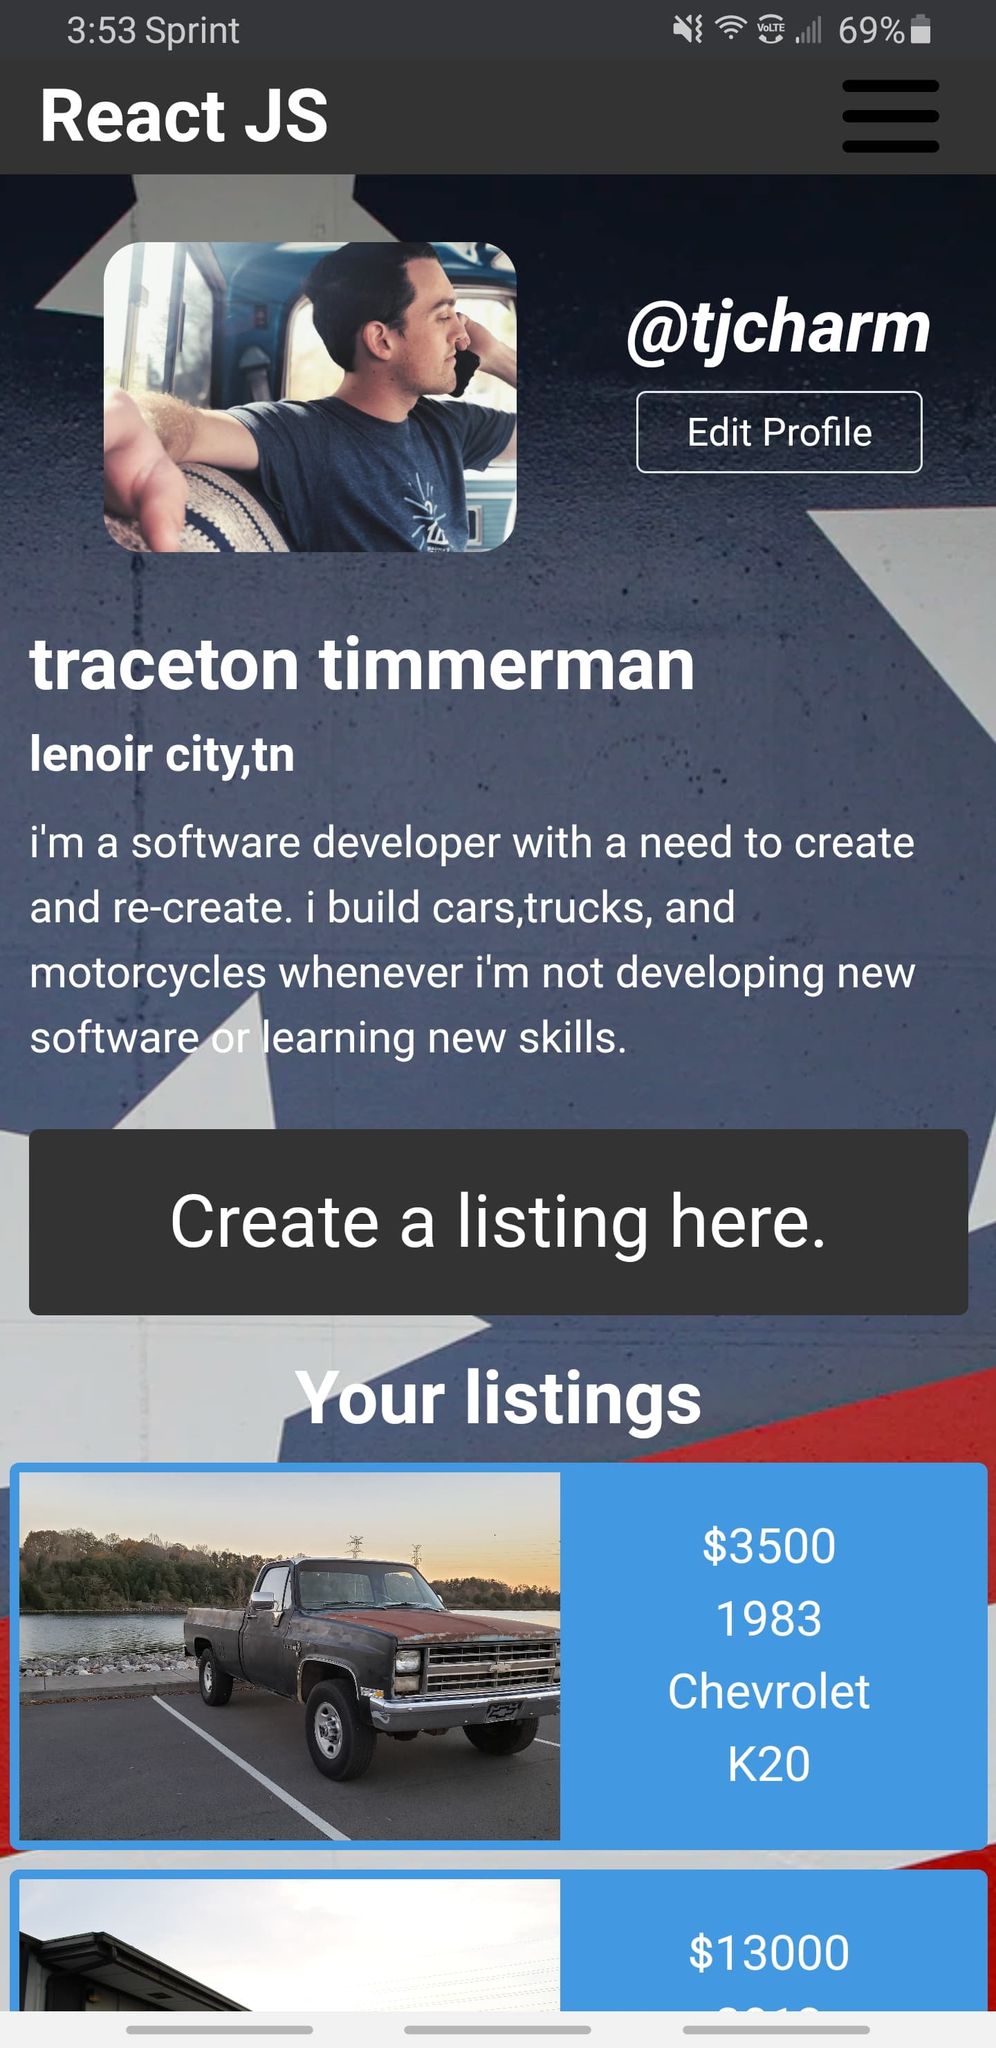 3:53 Sprint VoLTE 69%
React JS
@tjcharm
Edit Profile
traceton timmerman
lenoir city,tn
i'm a software developer with a need to create
and re-create. i build cars,trucks, and
motorcycles whenever i'm not developing new
software or learning new skills.
Create a listing here.
Your listings
$3500
1983
Chevrolet
K20
$13000